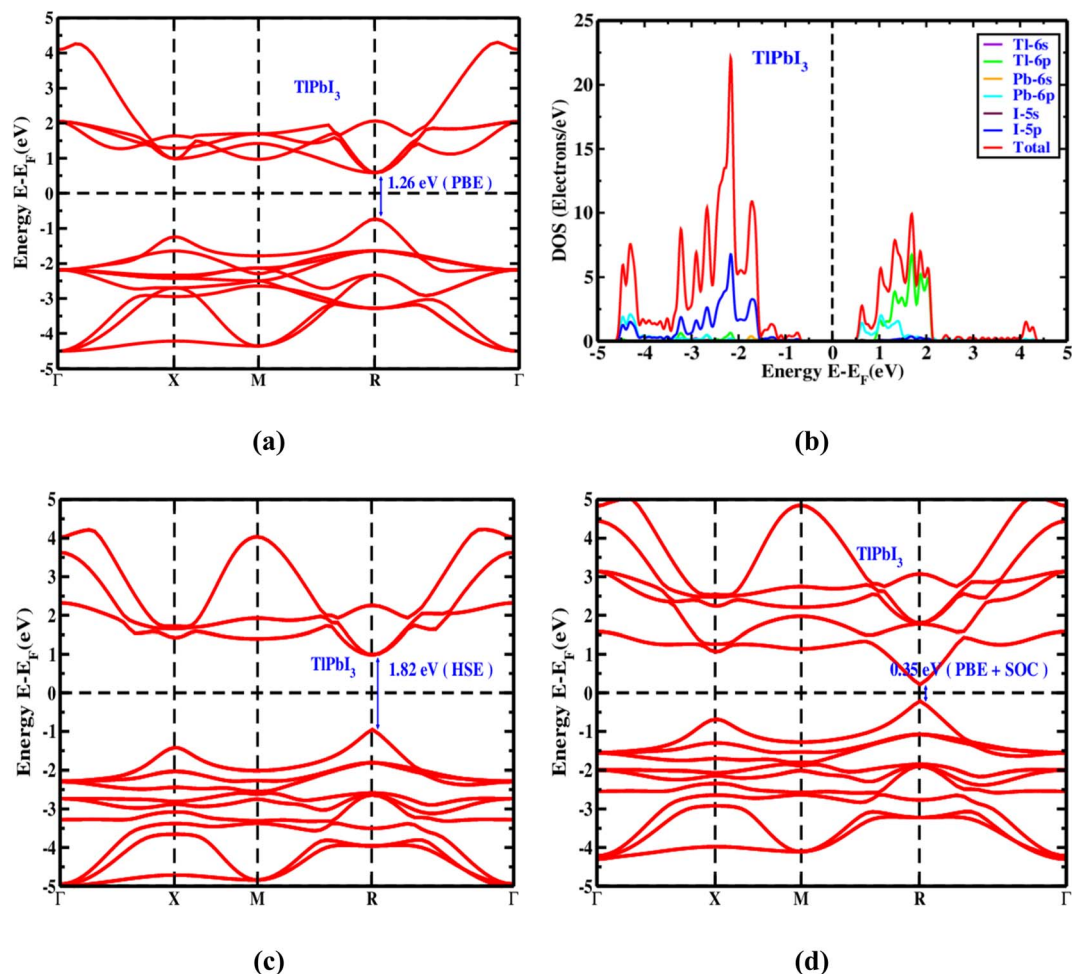 5
4
3
2
1
0
-1
-2
-3
-4
-5
Energy E-E_F(eV)
TlPbI₃
1.26 eV ( PBE )
Γ X M R Γ
(a)
25
20
15
10
5
0
DOS (Electrons/eV)
TlPbI₃
Tl-6s
Tl-6p
Pb-6s
Pb-6p
I-5s
I-5p
Total
-5 -4 -3 -2 -1 0 1 2 3 4 5
Energy E-E_F(eV)
(b)
5
4
3
2
1
0
-1
-2
-3
-4
-5
Energy E-E_F(eV)
TlPbI₃
1.82 eV ( HSE )
Γ X M R Γ
(c)
5
4
3
2
1
0
-1
-2
-3
-4
-5
Energy E-E_F(eV)
TlPbI₃
0.35 eV ( PBE + SOC )
Γ X M R Γ
(d)